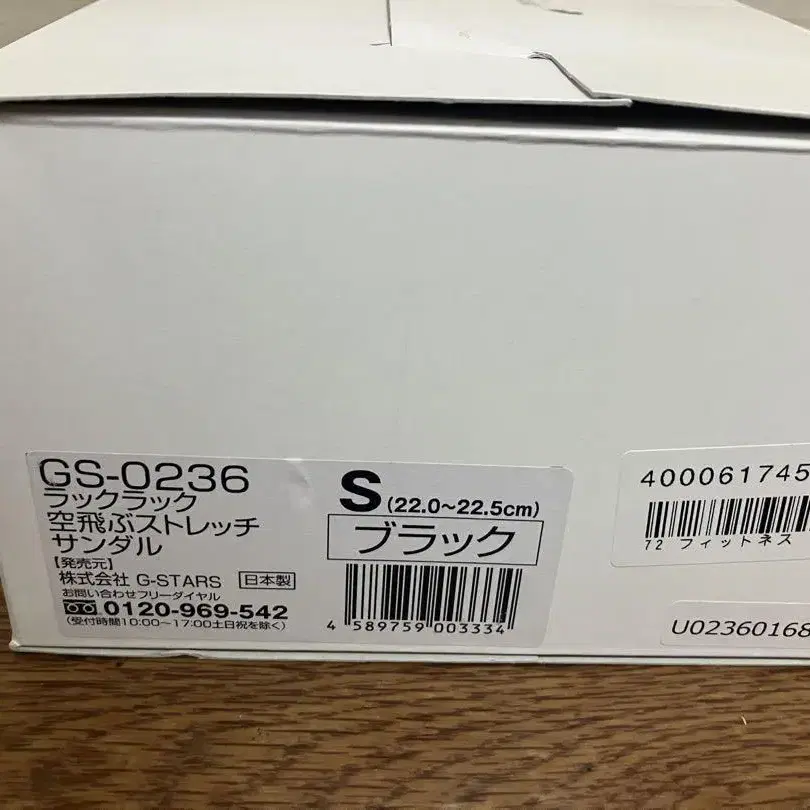 GS-0236
ラックラック
空飛ぶストレッチ
サンダル
【発売元】
株式会社 G-STARS 日本製
お問い合わせフリーダイヤル
0120-969-542
(受付時間10:00～17:00土日祝を除く)
S (22.0～22.5cm)
ブラック
4 589759 003334
400061745
72 フィットネス
U02360168